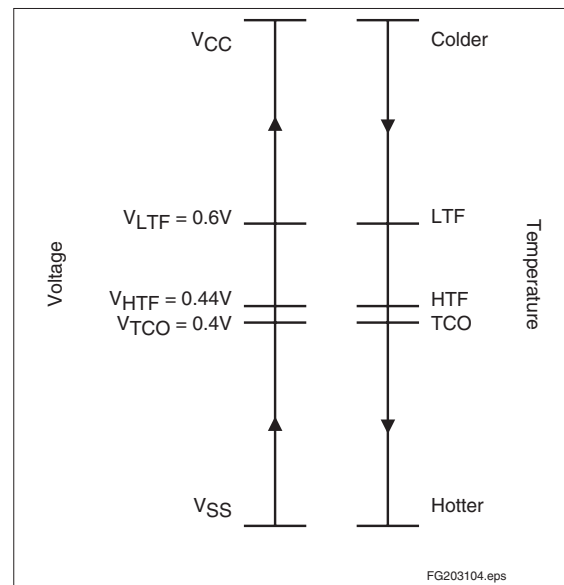 VCC
Colder
VLTF = 0.6V
LTF
Voltage
Temperature
VHTF = 0.44V
HTF
VTCO = 0.4V
TCO
VSS
Hotter
FG203104.eps